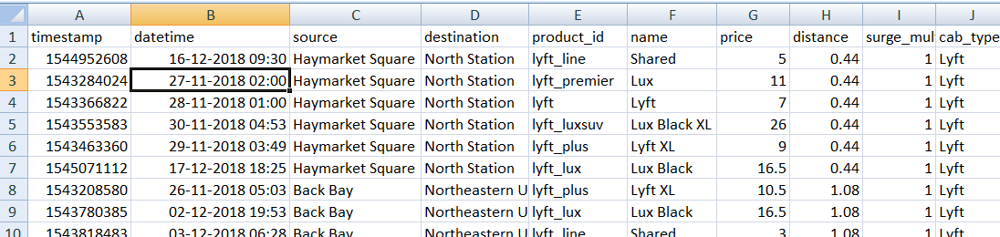 A B C D E F G H I J
1 timestamp datetime source destination product_id name price distance surge_mul cab_type
2 1544952608 16-12-2018 09:30 Haymarket Square North Station lyft_line Shared 5 0.44 1 Lyft
3 1543284024 27-11-2018 02:00 Haymarket Square North Station lyft_premier Lux 11 0.44 1 Lyft
4 1543366822 28-11-2018 01:00 Haymarket Square North Station lyft Lyft 7 0.44 1 Lyft
5 1543553583 30-11-2018 04:53 Haymarket Square North Station lyft_luxsuv Lux Black XL 26 0.44 1 Lyft
6 1543463360 29-11-2018 03:49 Haymarket Square North Station lyft_plus Lyft XL 9 0.44 1 Lyft
7 1545071112 17-12-2018 18:25 Haymarket Square North Station lyft_lux Lux Black 16.5 0.44 1 Lyft
8 1543208580 26-11-2018 05:03 Back Bay Northeastern U lyft_plus Lyft XL 10.5 1.08 1 Lyft
9 1543780385 02-12-2018 19:53 Back Bay Northeastern U lyft_lux Lux Black 16.5 1.08 1 Lyft
10 1543818483 03-12-2018 06:28 Back Bay Northeastern U lyft_line Shared 3 1.08 1 Lyft